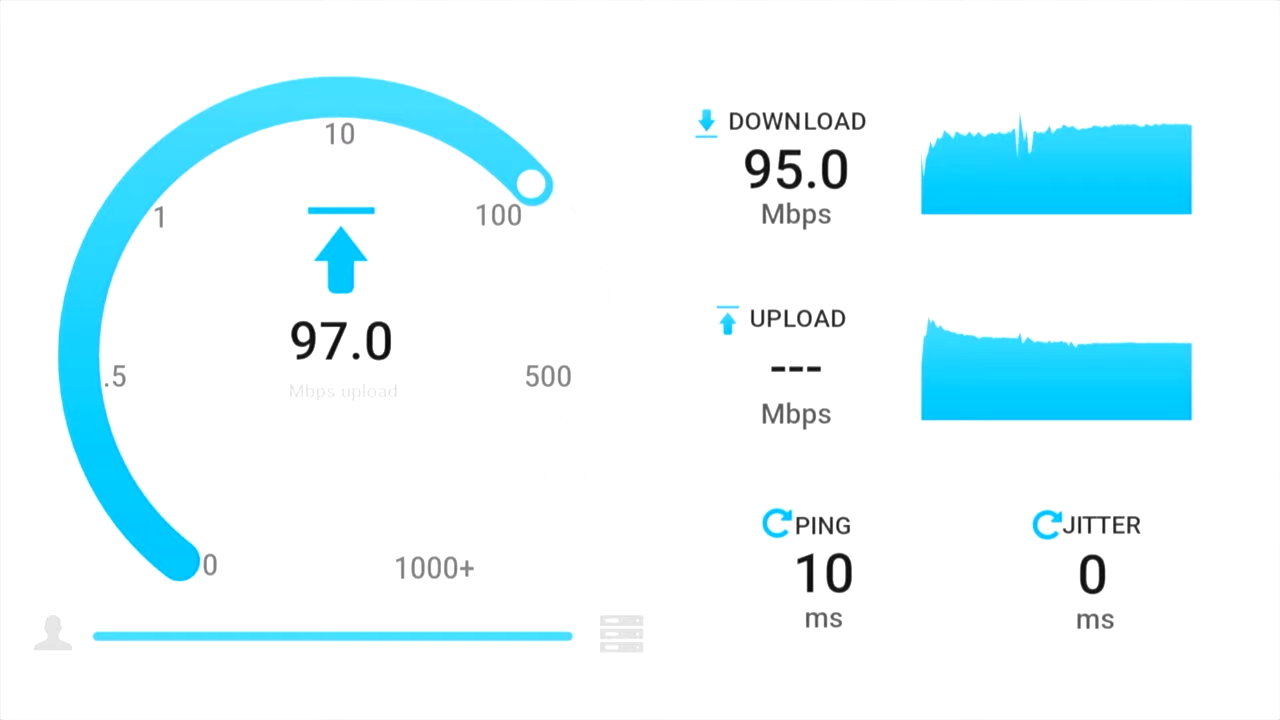 10
1
100
.5
500
0
1000+
97.0
Mbps upload
DOWNLOAD
95.0
Mbps
UPLOAD
---
Mbps
PING
10
ms
JITTER
0
ms